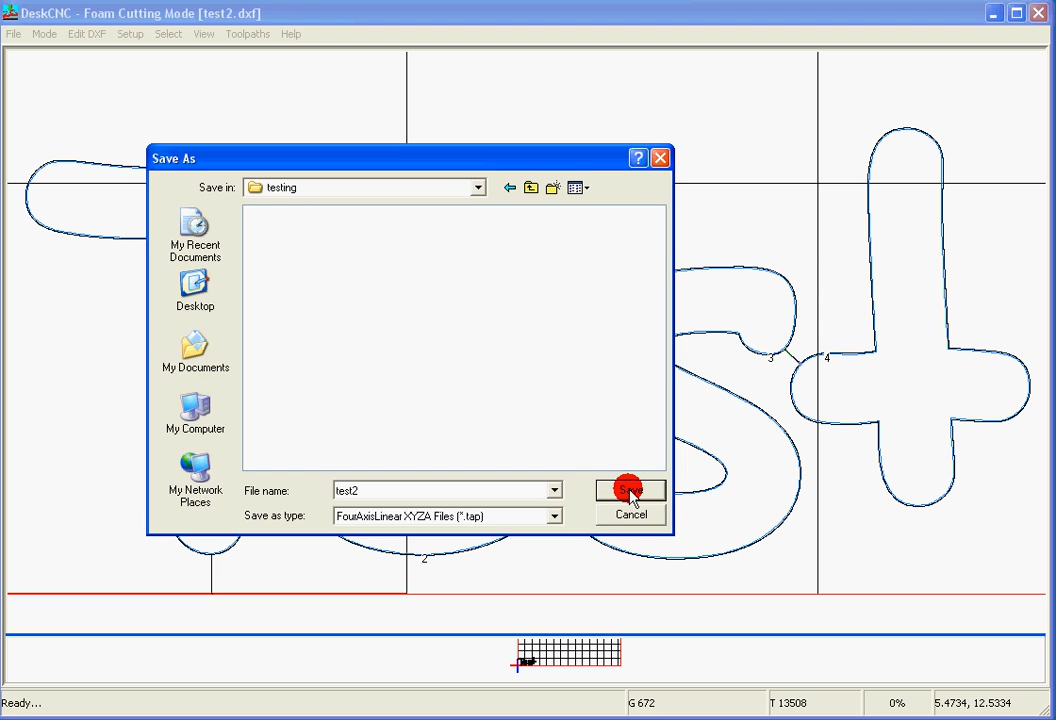 DeskCNC - Foam Cutting Mode [test2.dxf]
File Mode Edit DXF Setup Select View Toolpaths Help
Save As
Save in: testing
My Recent
Documents
Desktop
My Documents
My Computer
My Network
Places
File name: test2 Save
Save as type: FourAxisLinear XYZA Files (*.tap) Cancel
3
4
2
Ready... G 672 T 13508 0% 5.4734, 12.5334